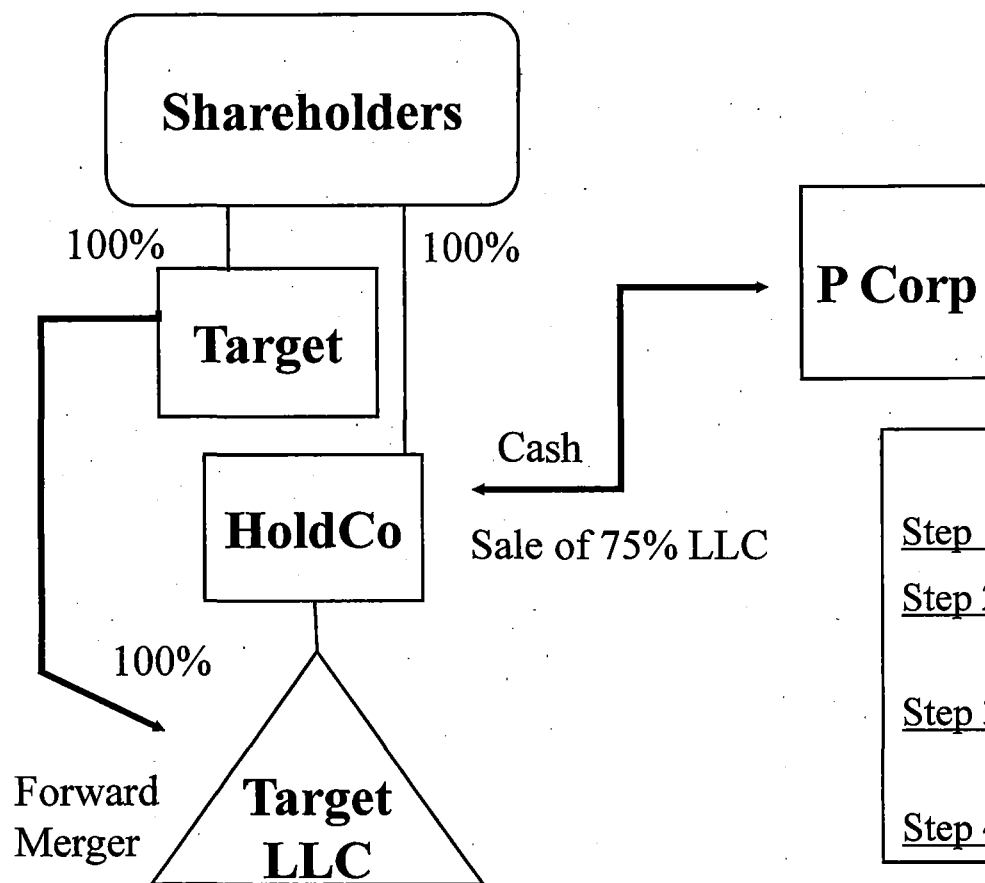 Shareholders
100%
100%
P Corp
Target
Cash
HoldCo
Sale of 75% LLC
Step
Step
100%
Step
Forward
Merger
Target
LLC
Step